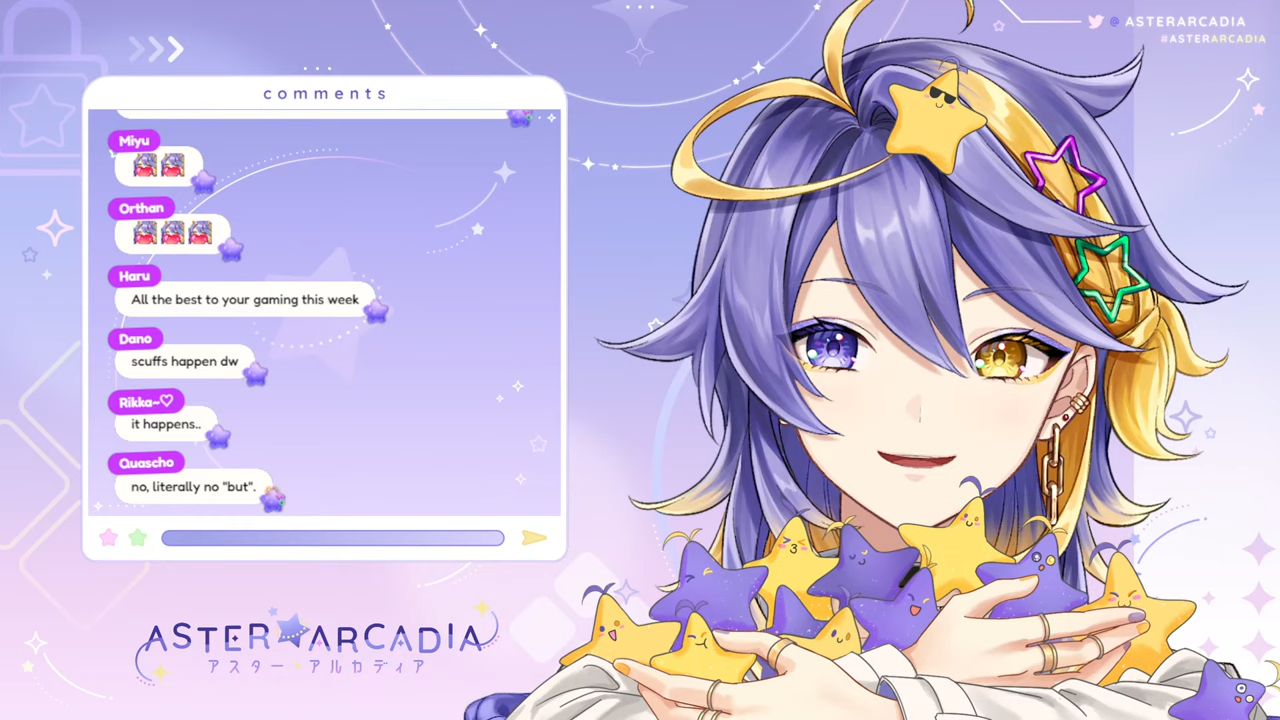 @ASTERARCADIA
#ASTERARCADIA
comments
Miyu
Orthan
Haru
All the best to your gaming this week
Dano
scuffs happen dw
Rikka~♡
it happens..
Quascho
no, literally no "but".
ASTER ARCADIA
アスター・アルカディア